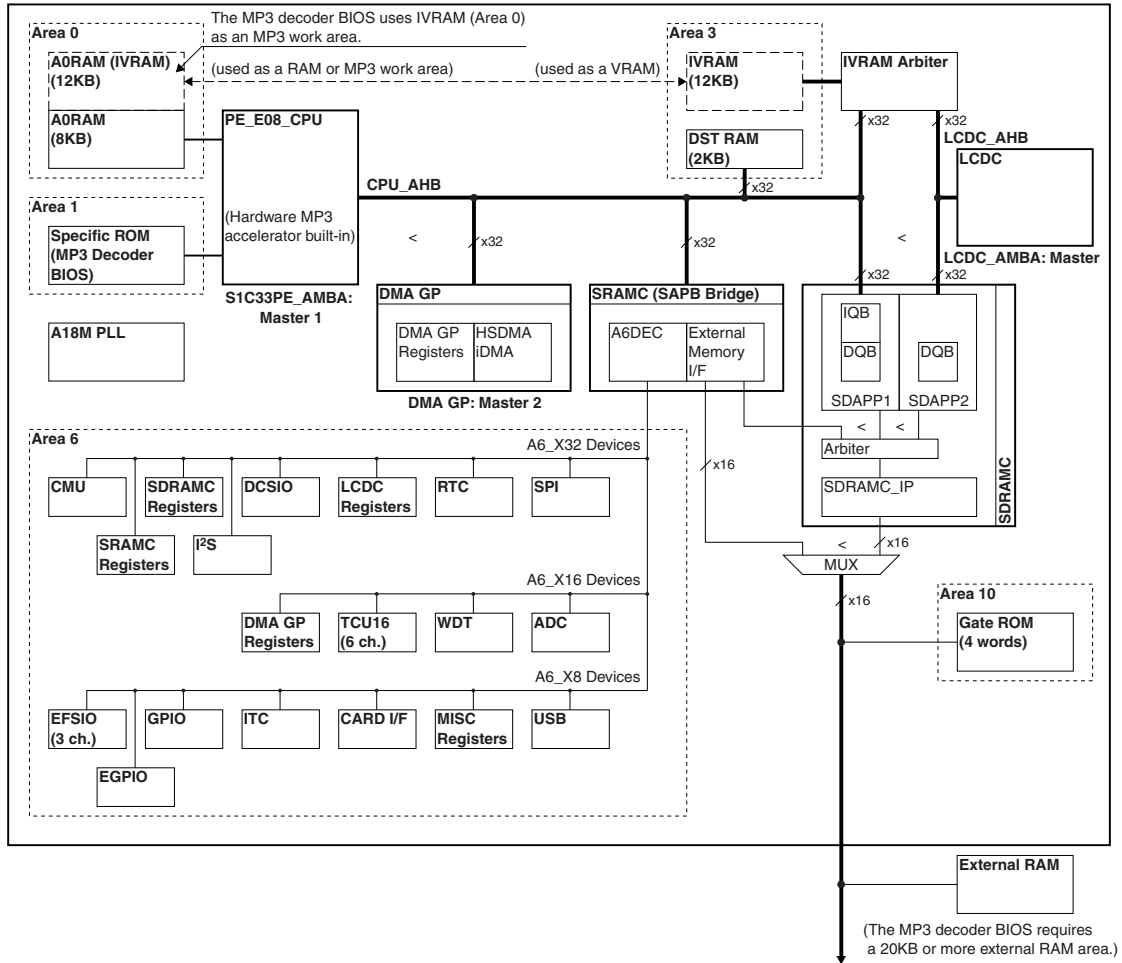 The MP3 decoder BIOS uses IVRAM (Area 0)
as an MP3 work area.
Area 0
A0RAM (IVRAM)
(12KB)
A0RAM
(8KB)
(used as a RAM or MP3 work area)
(used as a VRAM)
Area 3
IVRAM
(12KB)
DST RAM
(2KB)
x32
IVRAM Arbiter
x32
x32
LCDC_AHB
LCDC
LCDC_AMBA: Master
PE_E08_CPU
(Hardware MP3
accelerator built-in)
S1C33PE_AMBA:
Master 1
CPU_AHB
Area 1
Specific ROM
(MP3 Decoder
BIOS)
A18M PLL
<
x32
x32
<
x32
x32
DMA GP
DMA GP
Registers
HSDMA
iDMA
DMA GP: Master 2
SRAMC (SAPB Bridge)
A6DEC
External
Memory
I/F
IQB
DQB
DQB
SDAPP1
SDAPP2
<
<
Arbiter
SDRAMC_IP
SDRAMC
x16
<
x16
MUX
x16
Area 6
A6_X32 Devices
CMU
SDRAMC
Registers
DCSIO
LCDC
Registers
RTC
SPI
SRAMC
Registers
I²S
A6_X16 Devices
DMA GP
Registers
TCU16
(6 ch.)
WDT
ADC
A6_X8 Devices
EFSIO
(3 ch.)
GPIO
ITC
CARD I/F
MISC
Registers
USB
EGPIO
Area 10
Gate ROM
(4 words)
External RAM
(The MP3 decoder BIOS requires
a 20KB or more external RAM area.)